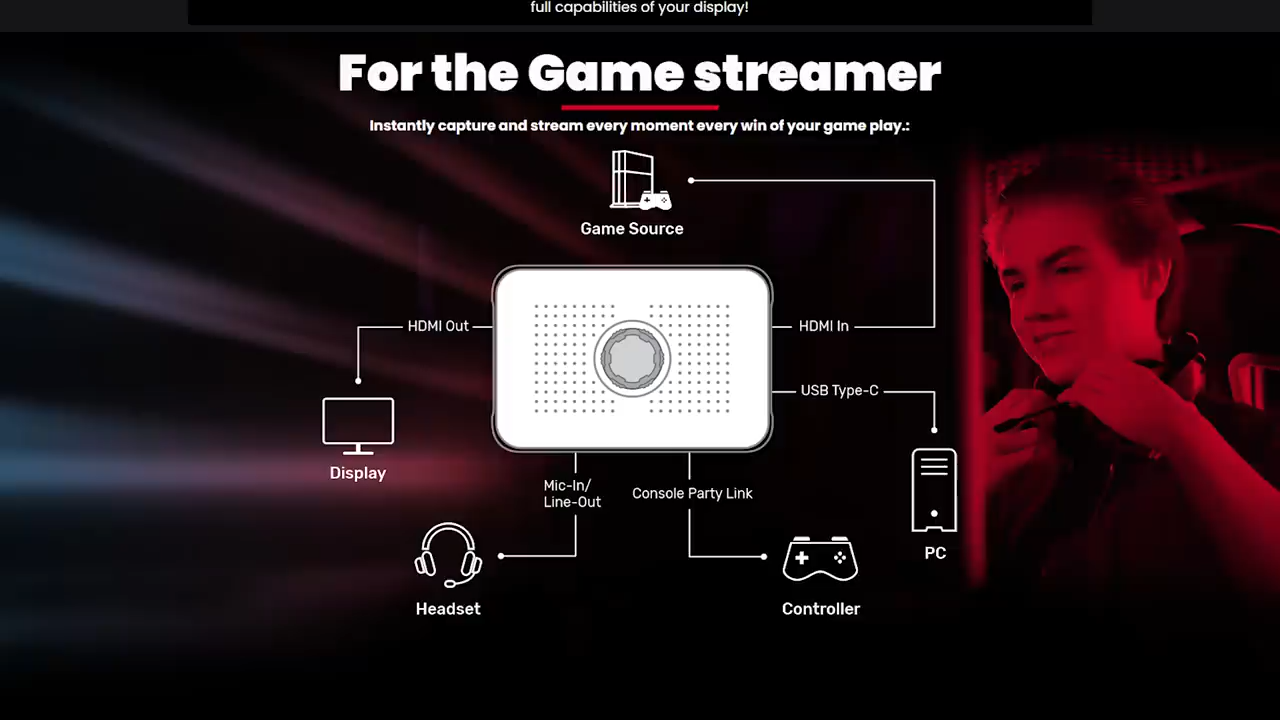 full capabilities of your display!
For the Game streamer
Instantly capture and stream every moment every win of your game play.:
Game Source
HDMI Out
HDMI In
USB Type-C
Display
Mic-In/
Line-Out
Console Party Link
PC
Headset
Controller